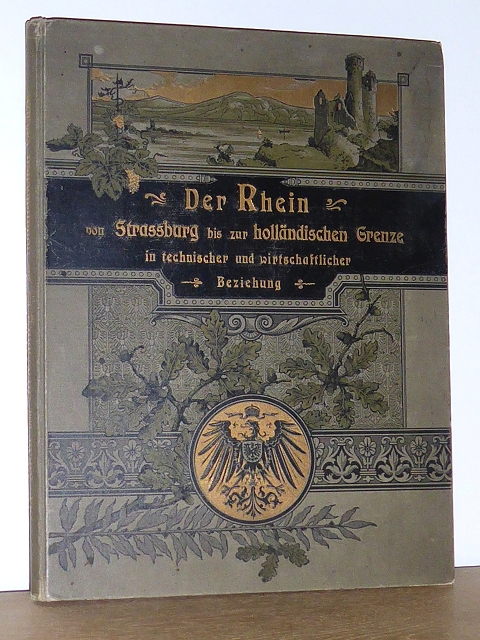 Der Rhein
von Strassburg bis zur holländischen Grenze
in technischer und wirtschaftlicher
Beziehung